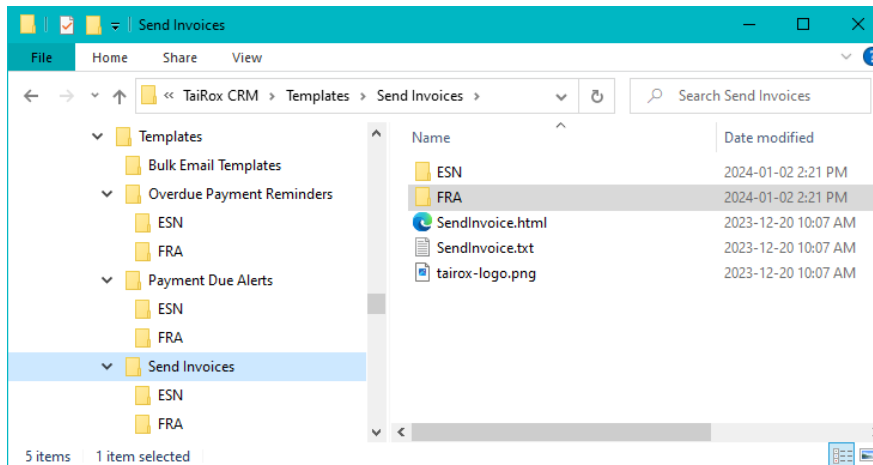 Send Invoices
File Home Share View
« TaiRox CRM > Templates > Send Invoices > Search Send Invoices
Templates
Bulk Email Templates
Overdue Payment Reminders
ESN
FRA
Payment Due Alerts
ESN
FRA
Send Invoices
ESN
FRA
Name Date modified
ESN 2024-01-02 2:21 PM
FRA 2024-01-02 2:21 PM
SendInvoice.html 2023-12-20 10:07 AM
SendInvoice.txt 2023-12-20 10:07 AM
tairox-logo.png 2023-12-20 10:07 AM
5 items 1 item selected